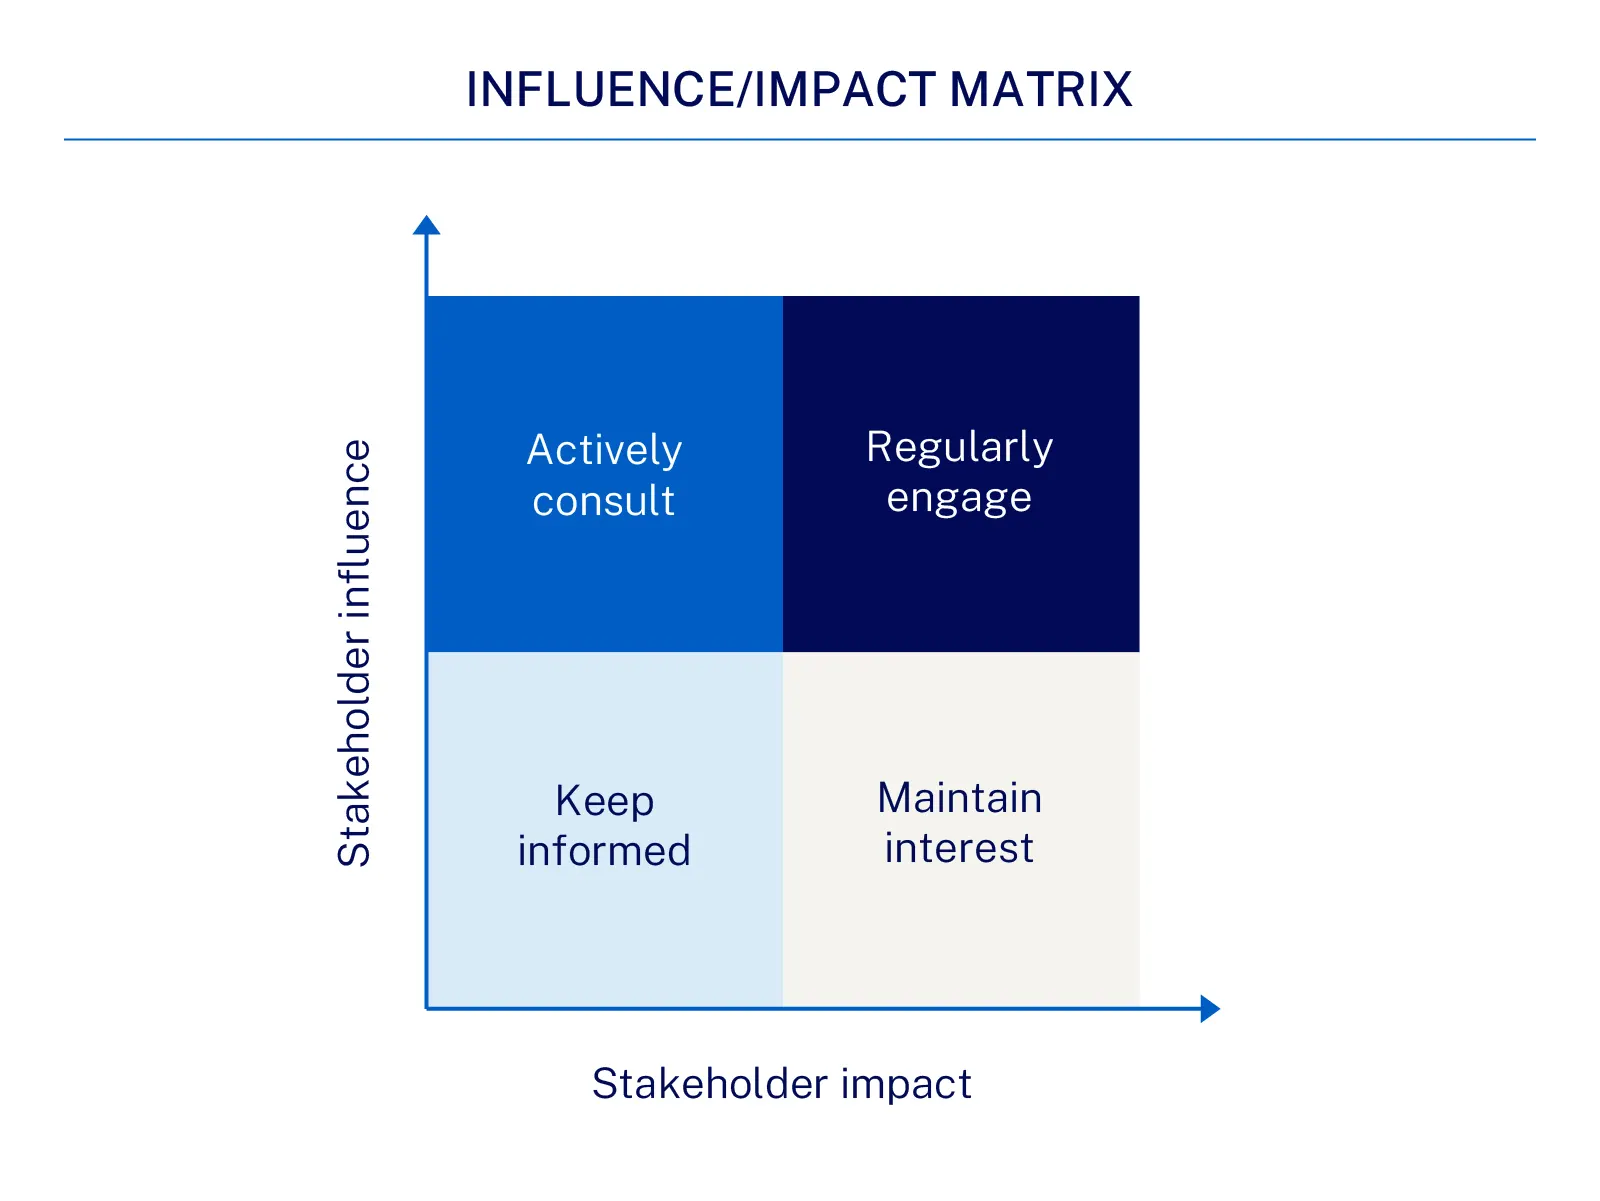 INFLUENCE/IMPACT MATRIX
Stakeholder influence
Actively
consult
Regularly
engage
Keep
informed
Maintain
interest
Stakeholder impact